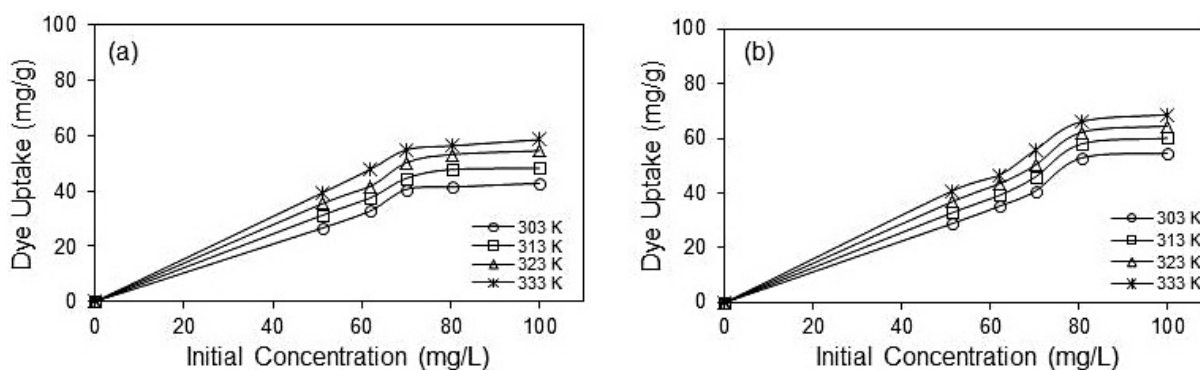 (a)
Dye Uptake (mg/g)
100
80
60
40
20
0
0 20 40 60 80 100
Initial Concentration (mg/L)
303 K
313 K
323 K
333 K
(b)
Dye Uptake (mg/g)
100
80
60
40
20
0
0 20 40 60 80 100
Initial Concentration (mg/L)
303 K
313 K
323 K
333 K